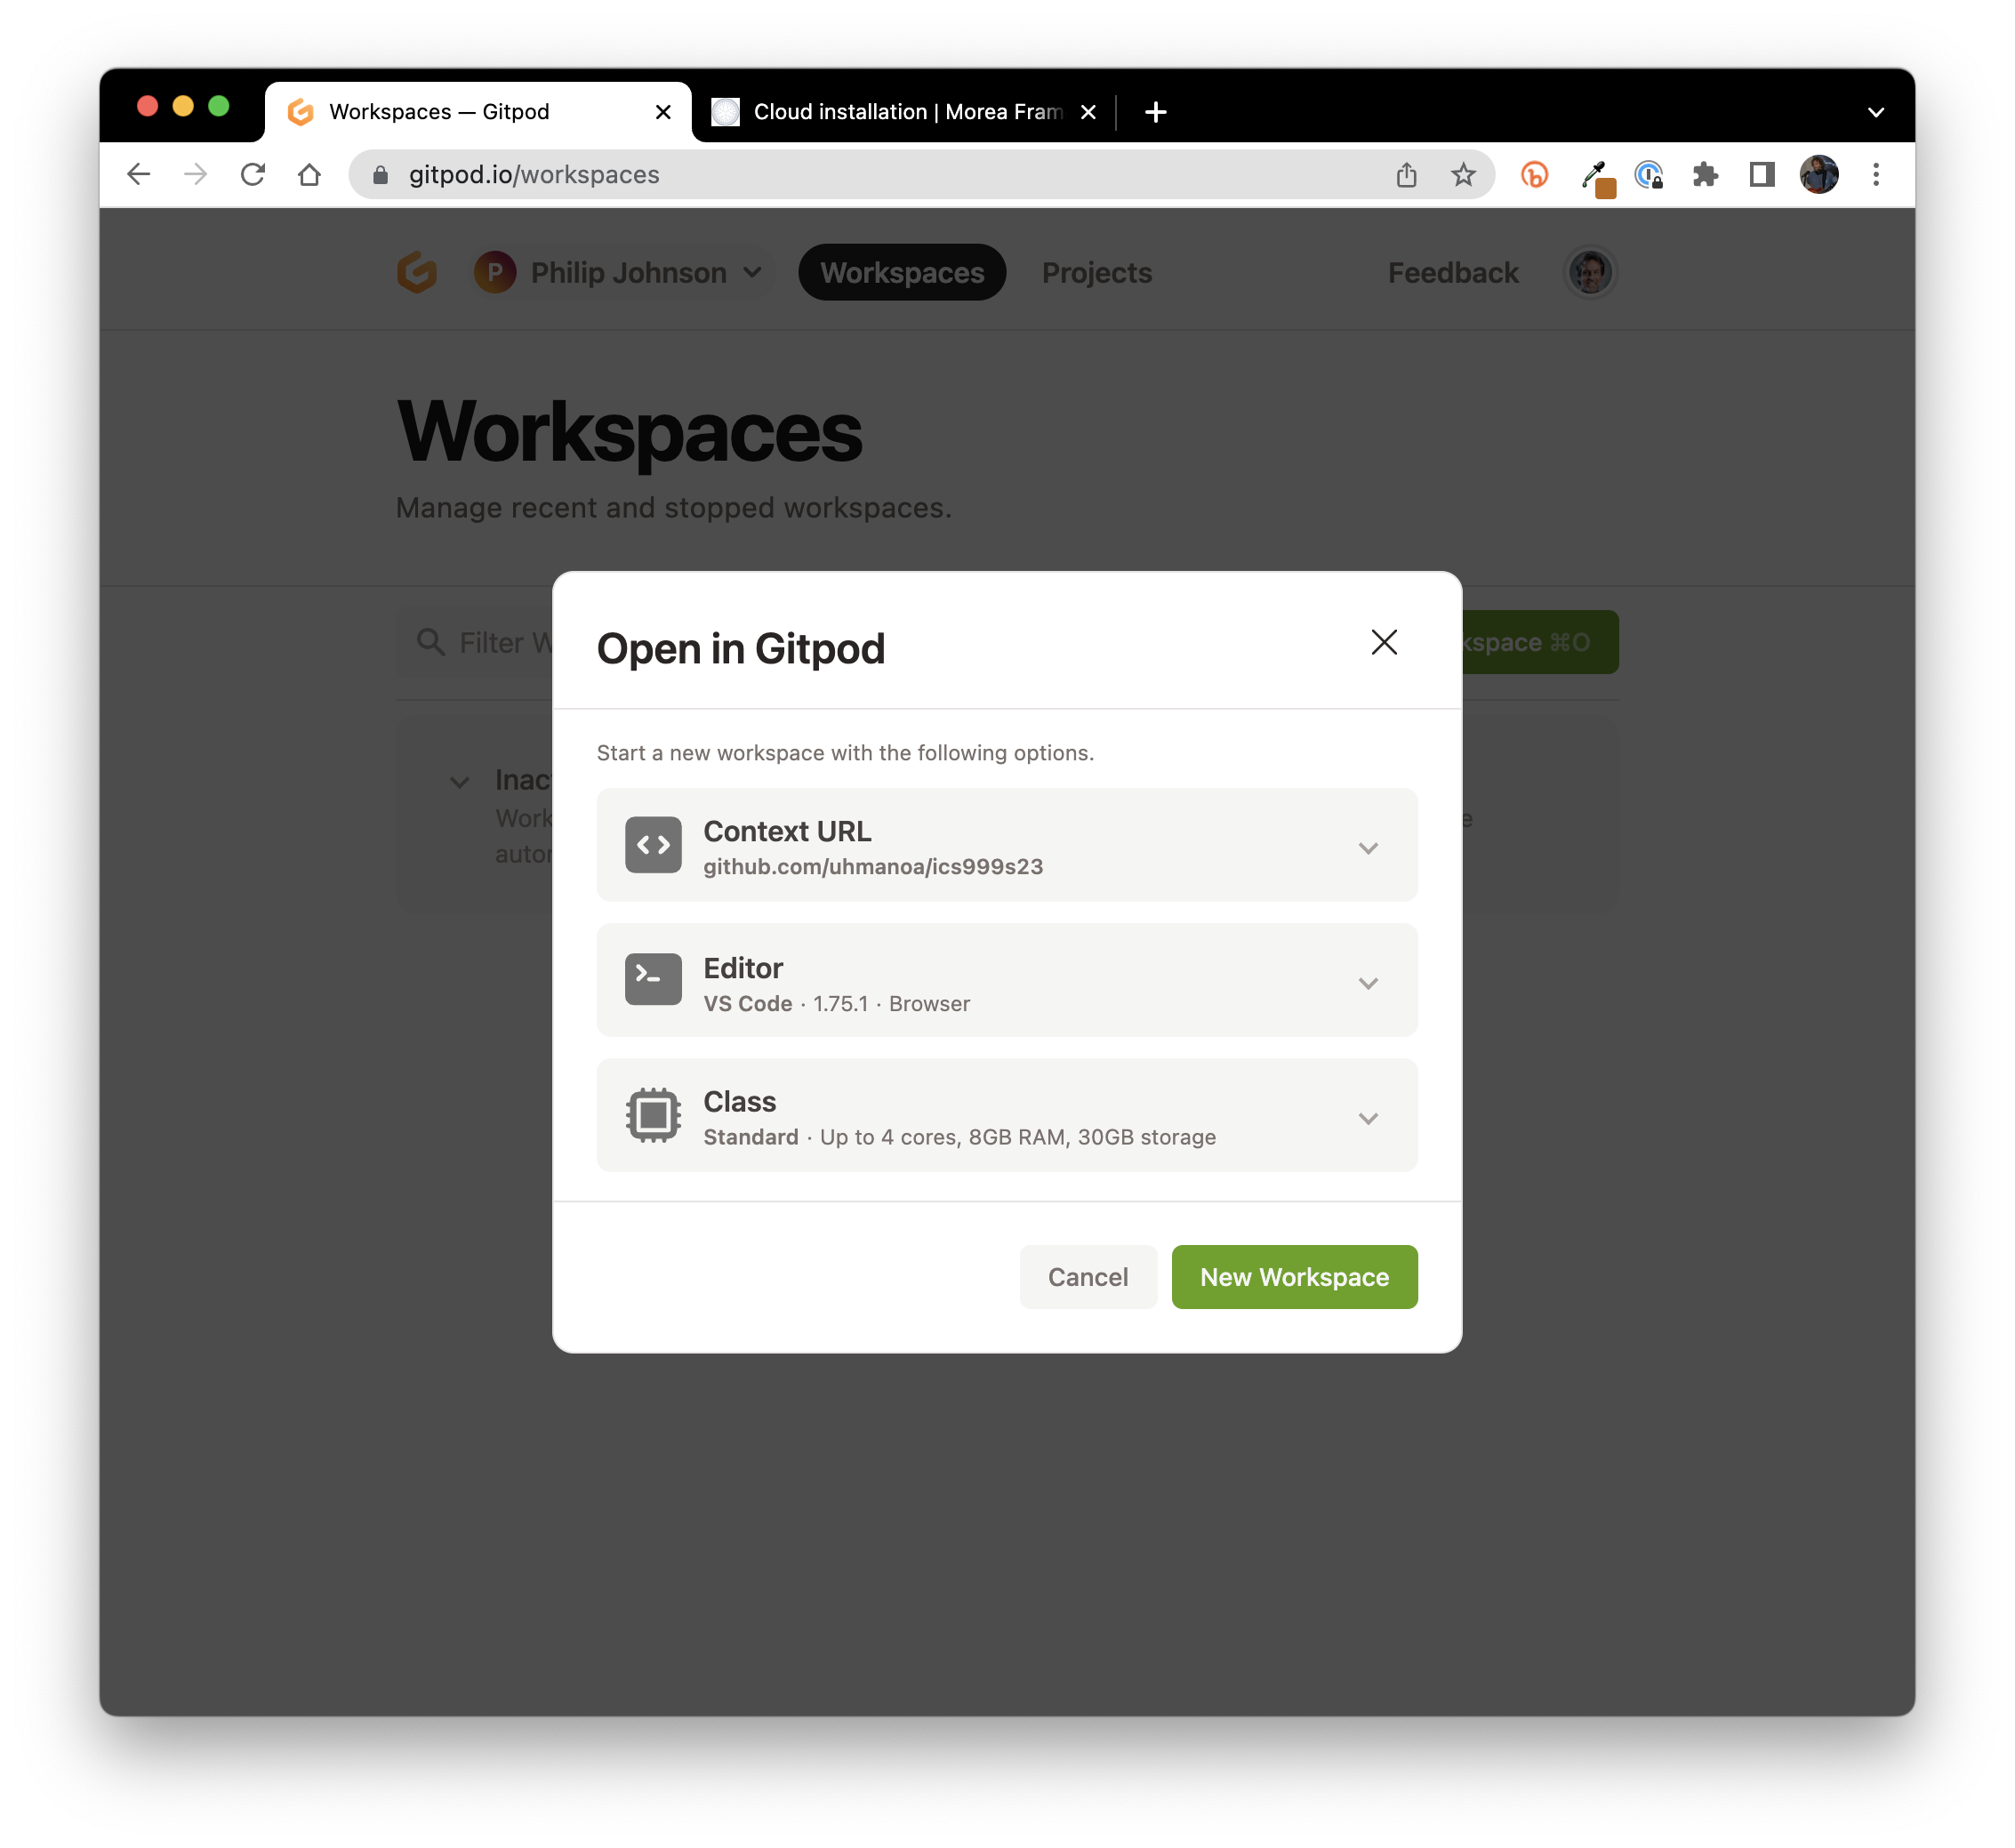 Workspaces — Gitpod
Cloud installation | Morea Fram
gitpod.io/workspaces
P Philip Johnson Workspaces Projects Feedback
Workspaces
Manage recent and stopped workspaces.
Filter W
kspace ⌘O
Open in Gitpod
Start a new workspace with the following options.
Inac
Work
autor
e
Context URL
github.com/uhmanoa/ics999s23
Editor
VS Code · 1.75.1 · Browser
Class
Standard · Up to 4 cores, 8GB RAM, 30GB storage
Cancel New Workspace